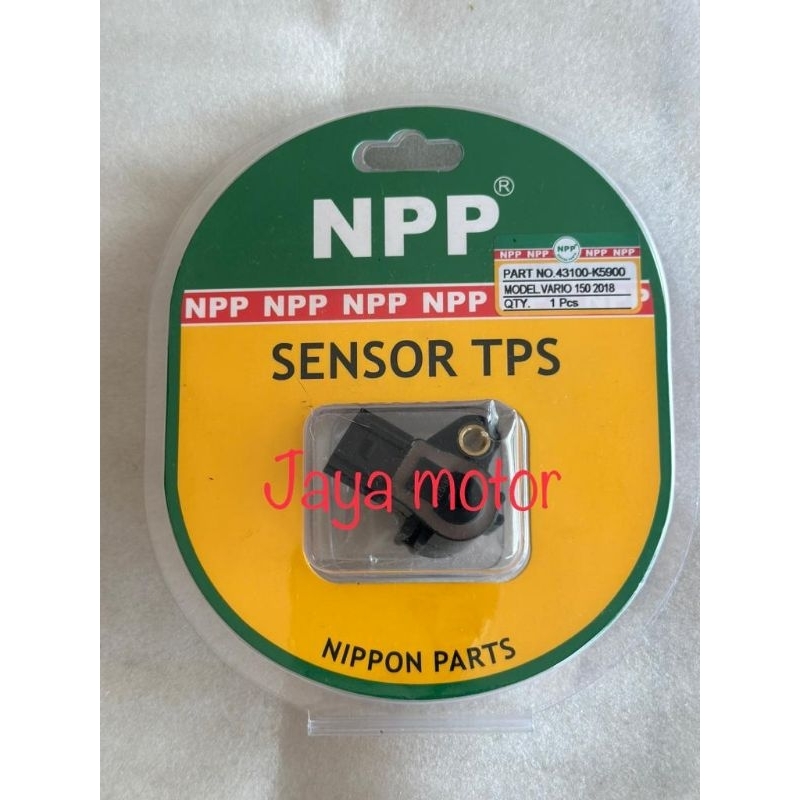 NPP®
NPP NPP NPP NPP NPP
PART NO.43100-K5900
MODEL.VARIO 150 2018
QTY. 1 Pcs
NPP NPP NPP NPP P
SENSOR TPS
Jaya motor
NIPPON PARTS